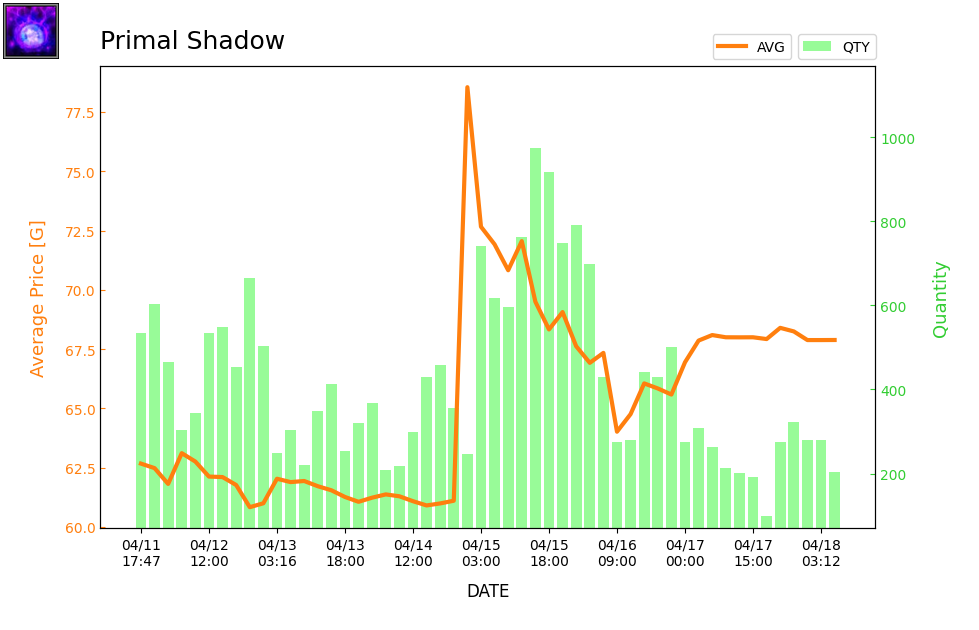 Primal Shadow
AVG
QTY
Average Price [G]
77.5
75.0
72.5
70.0
67.5
65.0
62.5
60.0
1000
800
600
400
200
Quantity
04/11 04/12 04/13 04/13 04/14 04/15 04/15 04/16 04/17 04/17 04/18
17:47 12:00 03:16 18:00 12:00 03:00 18:00 09:00 00:00 15:00 03:12
DATE